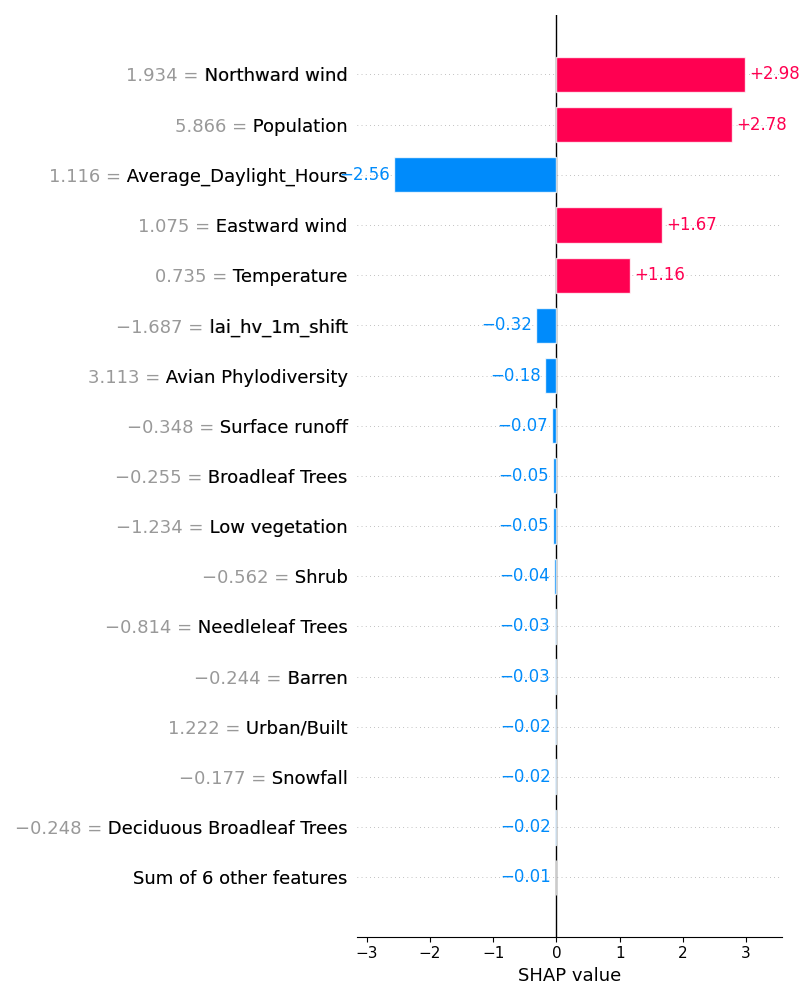 1.934 = Northward wind +2.98
5.866 = Population +2.78
1.116 = Average_Daylight_Hours −2.56
1.075 = Eastward wind +1.67
0.735 = Temperature +1.16
−1.687 = lai_hv_1m_shift −0.32
3.113 = Avian Phylodiversity −0.18
−0.348 = Surface runoff −0.07
−0.255 = Broadleaf Trees −0.05
−1.234 = Low vegetation −0.05
−0.562 = Shrub −0.04
−0.814 = Needleleaf Trees −0.03
−0.244 = Barren −0.03
1.222 = Urban/Built −0.02
−0.177 = Snowfall −0.02
−0.248 = Deciduous Broadleaf Trees −0.02
Sum of 6 other features −0.01
−3 −2 −1 0 1 2 3
SHAP value